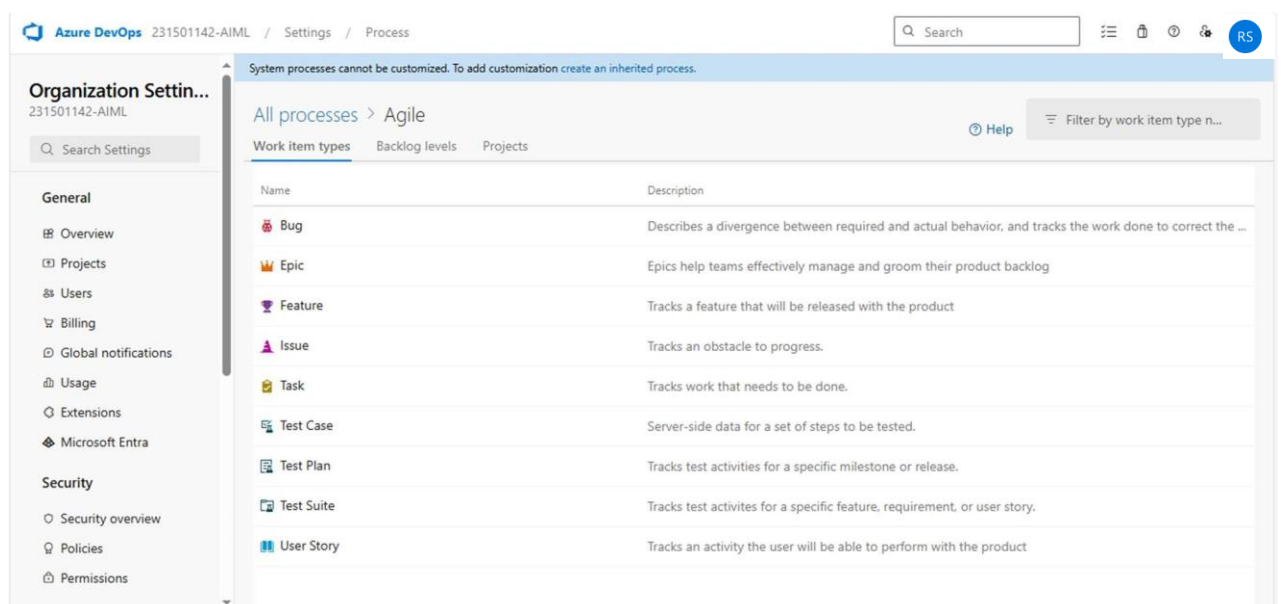 Azure DevOps 231501142-AIML / Settings / Process
Search
RS
Organization Settin...
231501142-AIML
Search Settings
General
Overview
Projects
Users
Billing
Global notifications
Usage
Extensions
Microsoft Entra
Security
Security overview
Policies
Permissions
System processes cannot be customized. To add customization create an inherited process.
All processes > Agile
Help
Filter by work item type n...
Work item types Backlog levels Projects
Name Description
Bug Describes a divergence between required and actual behavior, and tracks the work done to correct the ...
Epic Epics help teams effectively manage and groom their product backlog
Feature Tracks a feature that will be released with the product
Issue Tracks an obstacle to progress.
Task Tracks work that needs to be done.
Test Case Server-side data for a set of steps to be tested.
Test Plan Tracks test activities for a specific milestone or release.
Test Suite Tracks test activites for a specific feature, requirement, or user story.
User Story Tracks an activity the user will be able to perform with the product